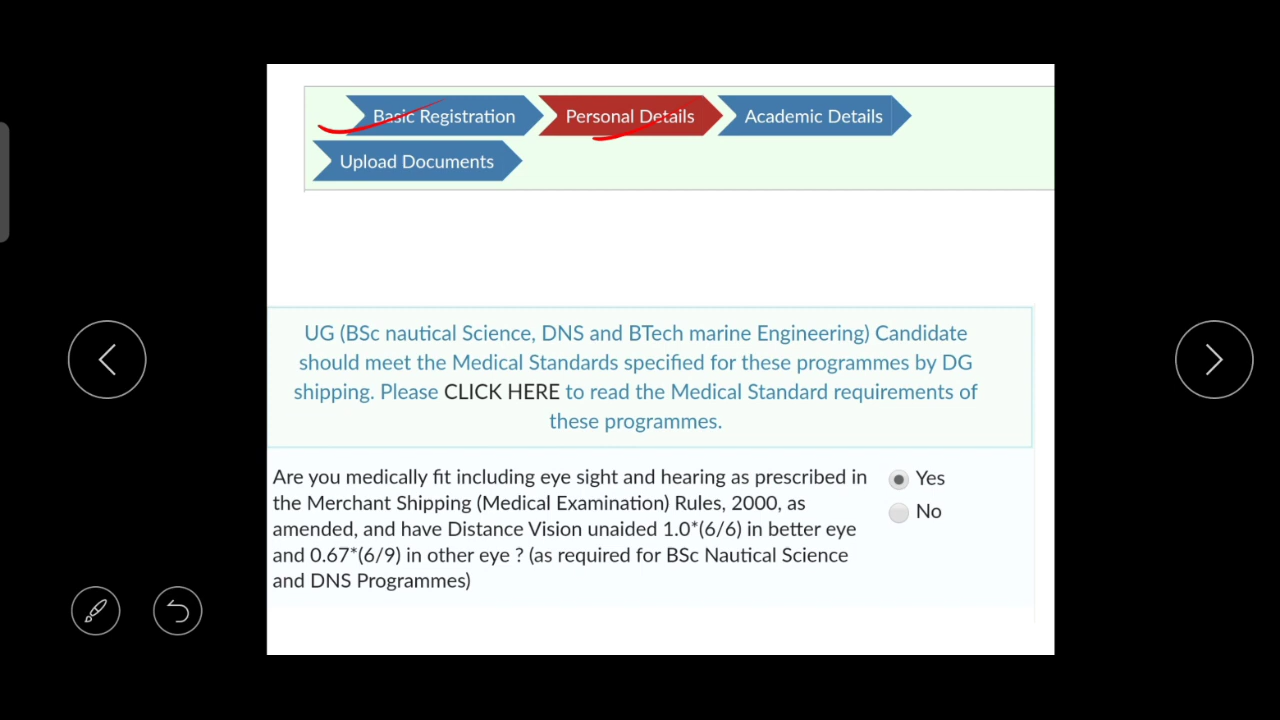 Basic Registration
Personal Details
Academic Details
Upload Documents
UG (BSc nautical Science, DNS and BTech marine Engineering) Candidate
should meet the Medical Standards specified for these programmes by DG
shipping. Please CLICK HERE to read the Medical Standard requirements of
these programmes.
Are you medically fit including eye sight and hearing as prescribed in
the Merchant Shipping (Medical Examination) Rules, 2000, as
amended, and have Distance Vision unaided 1.0*(6/6) in better eye
and 0.67*(6/9) in other eye ? (as required for BSc Nautical Science
and DNS Programmes)
Yes
No